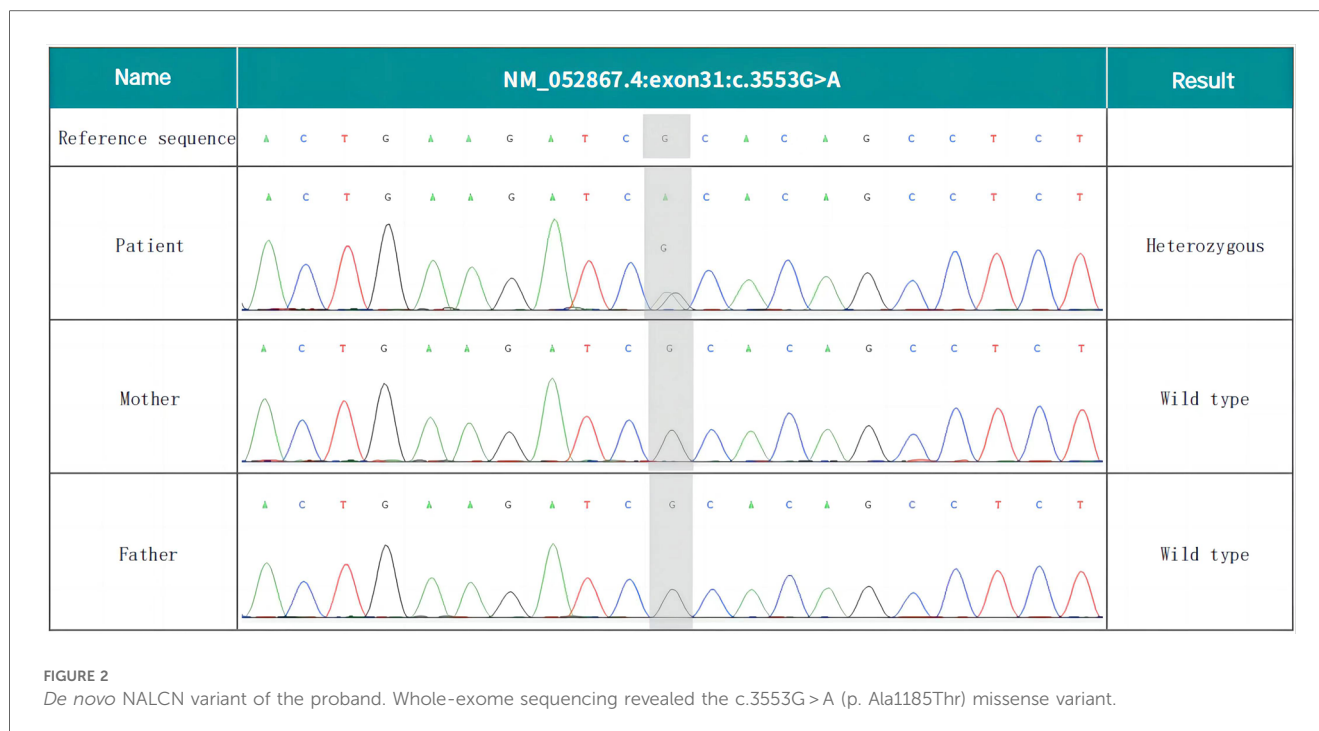 Name NM_052867.4:exon31:c.3553G>A Result
Reference sequence A C T G A A G A T C G C A C A G C C T C T
A C T G A A G A T C A C A C A G C C T C T
G
Patient Heterozygous
A C T G A A G A T C G C A C A G C C T C T
Mother Wild type
A C T G A A G A T C G C A C A G C C T C T
Father Wild type
FIGURE 2
De novo NALCN variant of the proband. Whole-exome sequencing revealed the c.3553G > A (p. Ala1185Thr) missense variant.